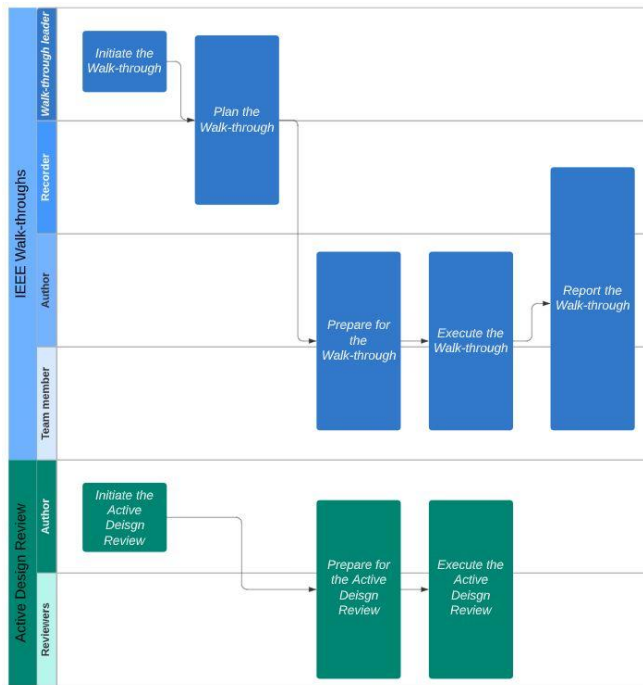 IEEE Walk-throughs
Walk-through leader
Initiate the
Walk-through
Plan the
Walk-through
Recorder
Author
Prepare for
the
Walk-through
Execute the
Walk-through
Report the
Walk-through
Team member
Active Design Review
Author
Initiate the
Active
Deisgn
Review
Prepare for
the Active
Deisgn
Review
Execute the
Active
Deisgn
Review
Reviewers